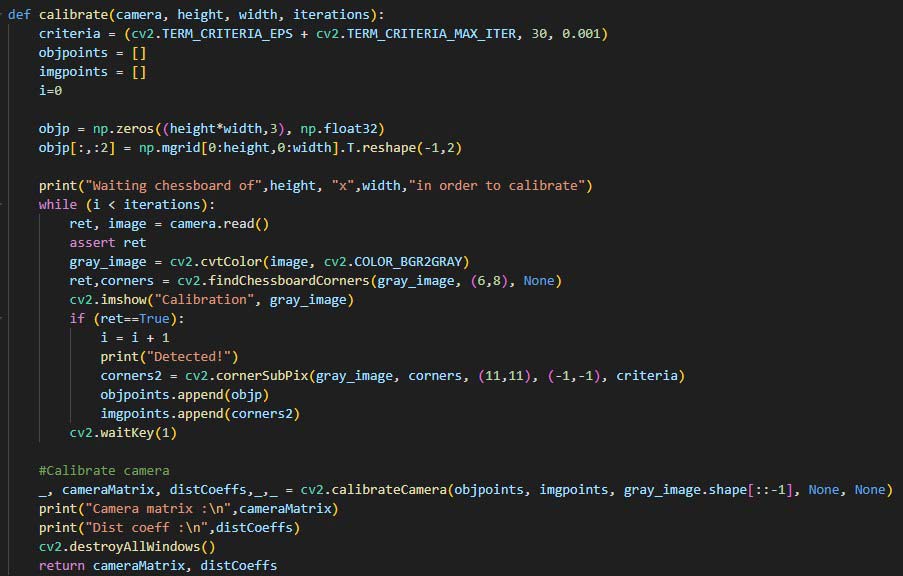 def calibrate(camera, height, width, iterations):
    criteria = (cv2.TERM_CRITERIA_EPS + cv2.TERM_CRITERIA_MAX_ITER, 30, 0.001)
    objpoints = []
    imgpoints = []
    i=0

    objp = np.zeros((height*width,3), np.float32)
    objp[:,:2] = np.mgrid[0:height,0:width].T.reshape(-1,2)

    print("Waiting chessboard of",height, "x",width,"in order to calibrate")
    while (i < iterations):
        ret, image = camera.read()
        assert ret
        gray_image = cv2.cvtColor(image, cv2.COLOR_BGR2GRAY)
        ret,corners = cv2.findChessboardCorners(gray_image, (6,8), None)
        cv2.imshow("Calibration", gray_image)
        if (ret==True):
            i = i + 1
            print("Detected!")
            corners2 = cv2.cornerSubPix(gray_image, corners, (11,11), (-1,-1), criteria)
            objpoints.append(objp)
            imgpoints.append(corners2)
        cv2.waitKey(1)

    #Calibrate camera
    _, cameraMatrix, distCoeffs,_,_ = cv2.calibrateCamera(objpoints, imgpoints, gray_image.shape[::-1], None, None)
    print("Camera matrix :\n",cameraMatrix)
    print("Dist coeff :\n",distCoeffs)
    cv2.destroyAllWindows()
    return cameraMatrix, distCoeffs